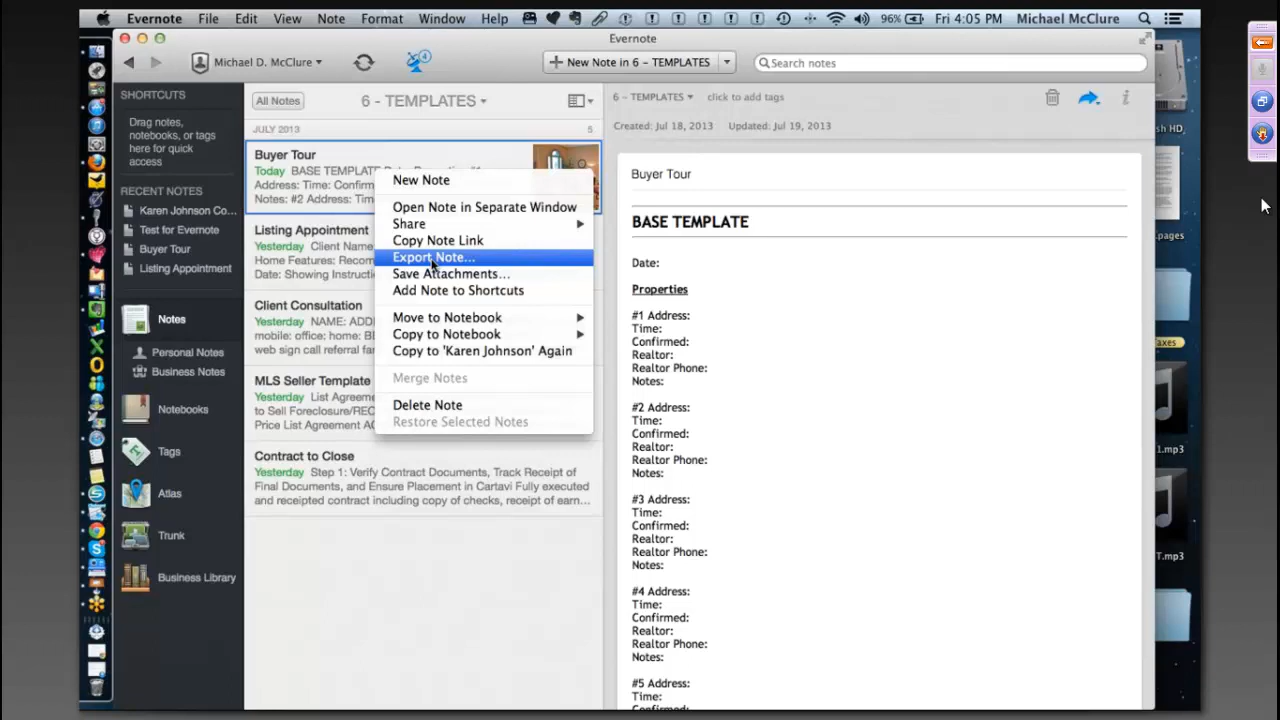 Evernote File Edit View Note Format Window Help 96% Fri 4:05 PM Michael McClure
Evernote
Michael D. McClure
4
New Note in 6 – TEMPLATES
Search notes
SHORTCUTS
Drag notes,
notebooks, or tags
here for quick
access
RECENT NOTES
Karen Johnson Co...
Test for Evernote
Buyer Tour
Listing Appointment
Notes
Personal Notes
Business Notes
Notebooks
Tags
Atlas
Trunk
Business Library
All Notes
6 - TEMPLATES
JULY 2013 5
Buyer Tour
Today BASE TEMPLATE
Address: Time: Confirm
Notes: #2 Address: Tim
Listing Appointment
Yesterday Client Name
Home Features: Recom
Date: Showing Instruct
Client Consultation
Yesterday NAME: ADD
mobile: office: home: B
web sign call referral fa
MLS Seller Template
Yesterday List Agreeme
to Sell Foreclosure/REC
Price List Agreement AC
Contract to Close
Yesterday Step 1: Verify Contract Documents, Track Receipt of
Final Documents, and Ensure Placement in Cartavi Fully executed
and receipted contract including copy of checks, receipt of earn...
New Note
Open Note in Separate Window
Share
Copy Note Link
Export Note...
Save Attachments...
Add Note to Shortcuts
Move to Notebook
Copy to Notebook
Copy to 'Karen Johnson' Again
Merge Notes
Delete Note
Restore Selected Notes
6 – TEMPLATES click to add tags
Created: Jul 18, 2013 Updated: Jul 19, 2013
Buyer Tour
BASE TEMPLATE
Date:
Properties
#1 Address:
Time:
Confirmed:
Realtor:
Realtor Phone:
Notes:
#2 Address:
Time:
Confirmed:
Realtor:
Realtor Phone:
Notes:
#3 Address:
Time:
Confirmed:
Realtor:
Realtor Phone:
Notes:
#4 Address:
Time:
Confirmed:
Realtor:
Realtor Phone:
Notes:
#5 Address:
Time:
Confirmed:
sh HD
.pages
axes
1.mp3
T.mp3